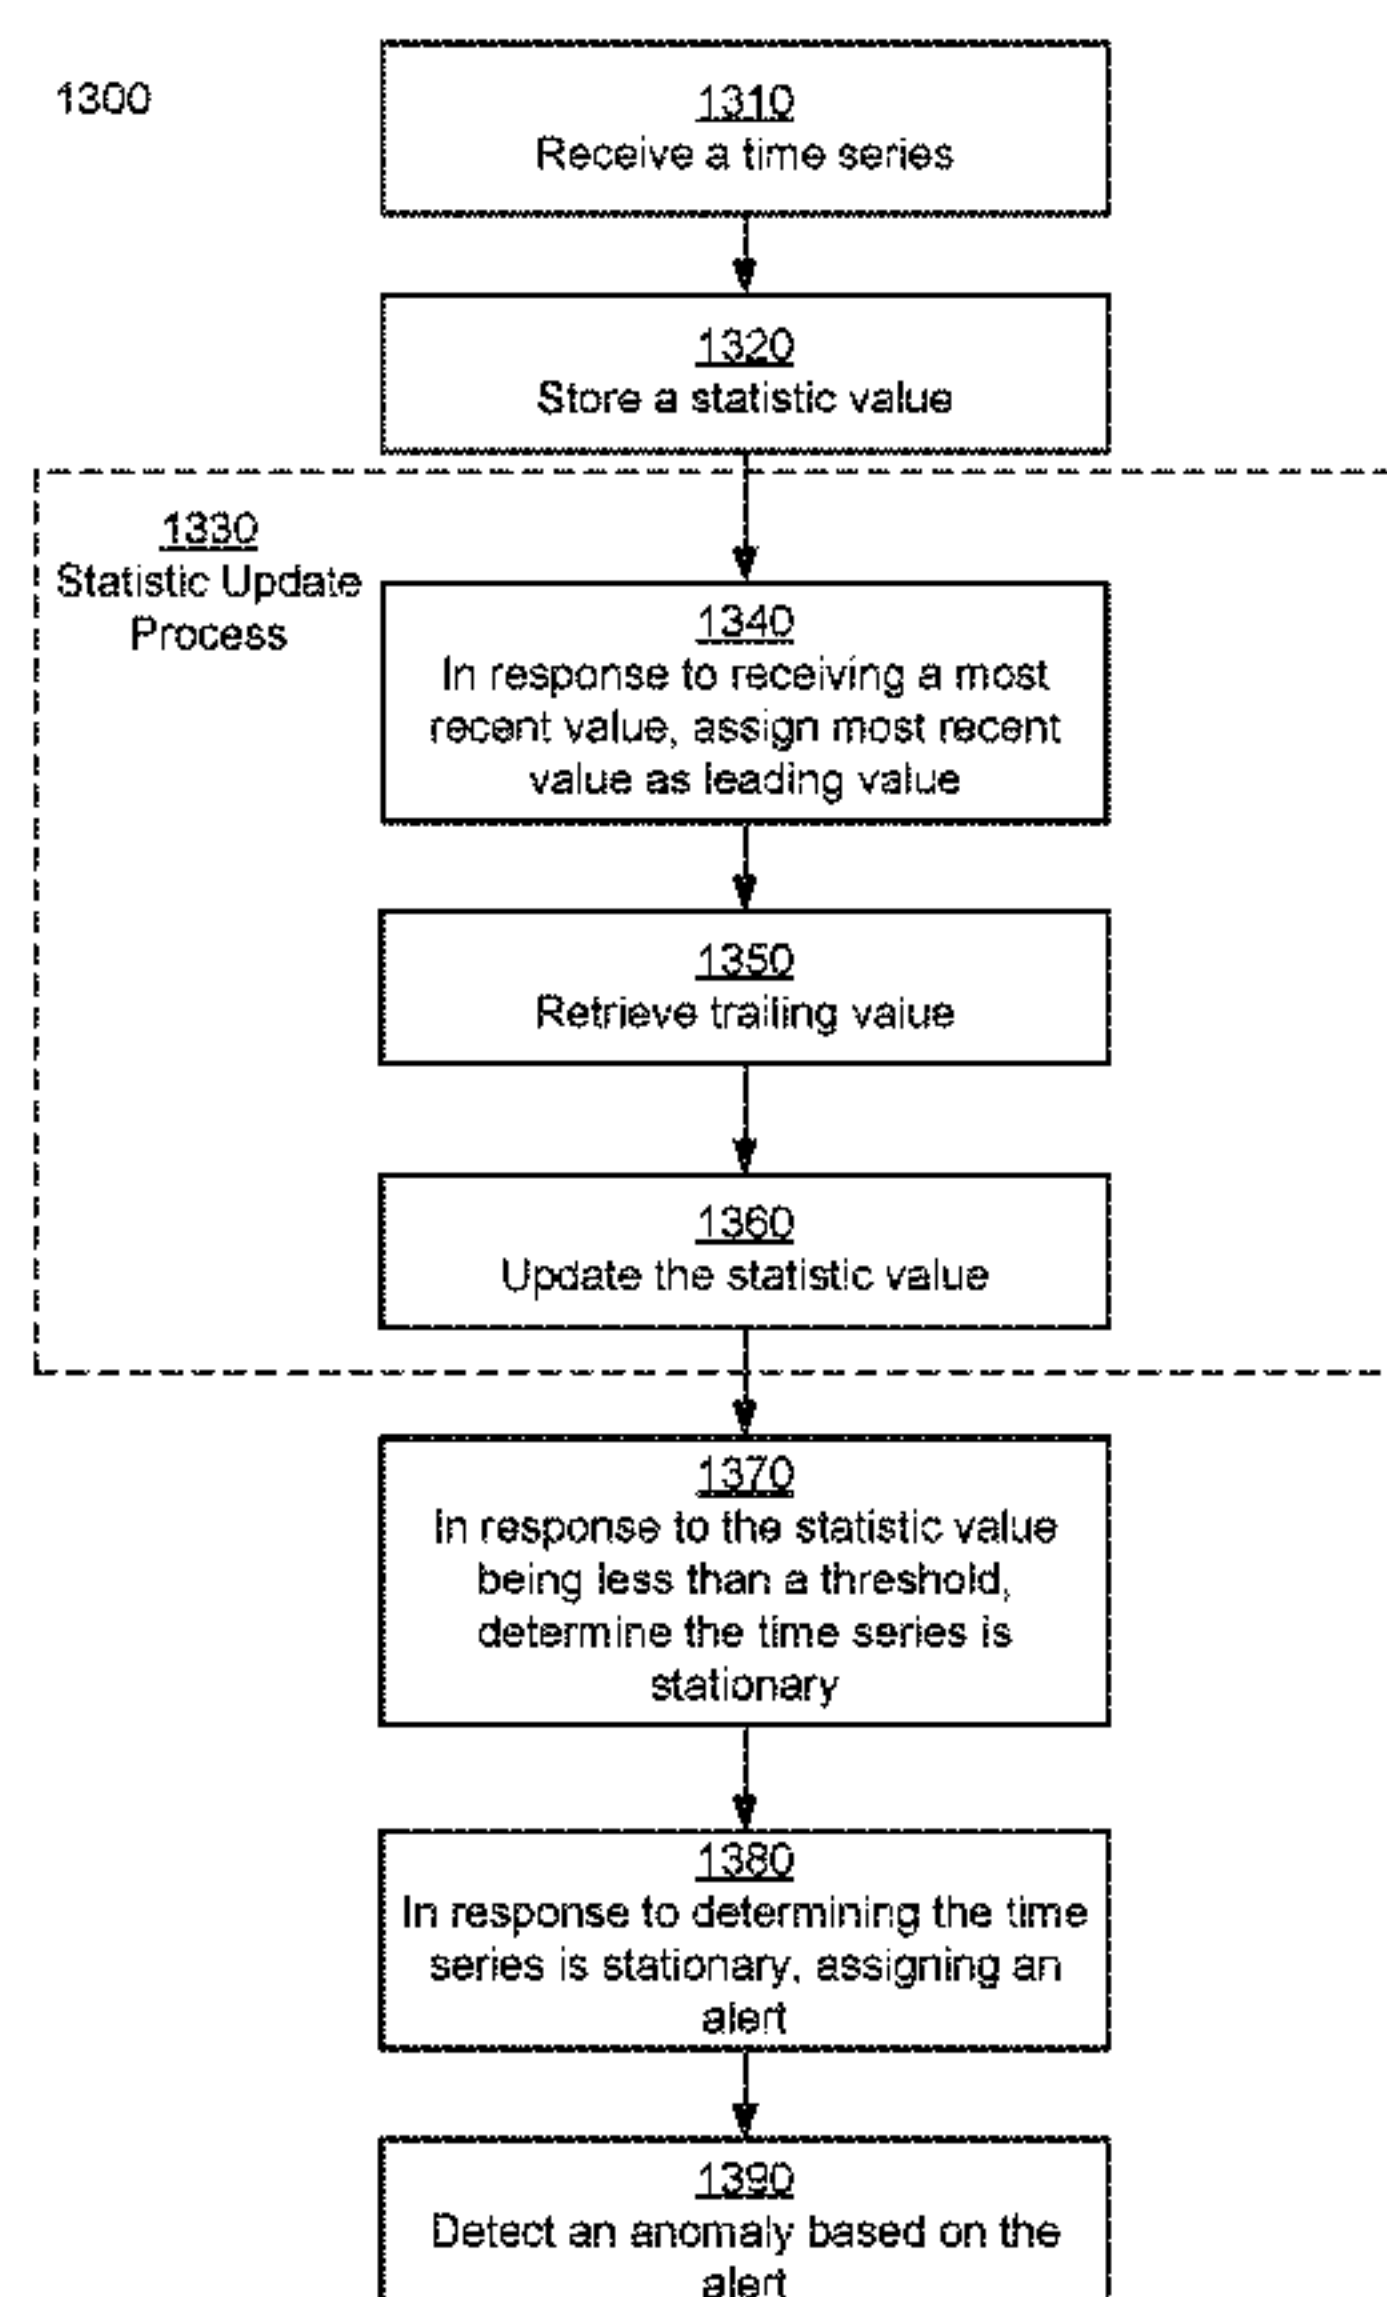 1300
1310
Receive a time series
1320
Store a statistic value
1330
Statistic Update
Process
1340
In response to receiving a most
recent value, assign most recent
value as leading value
1350
Retrieve trailing value
1360
Update the statistic value
1370
In response to the statistic value
being less than a threshold,
determine the time series is
stationary
1380
In response to determining the time
series is stationary, assigning an
alert
1390
Detect an anomaly based on the
alert